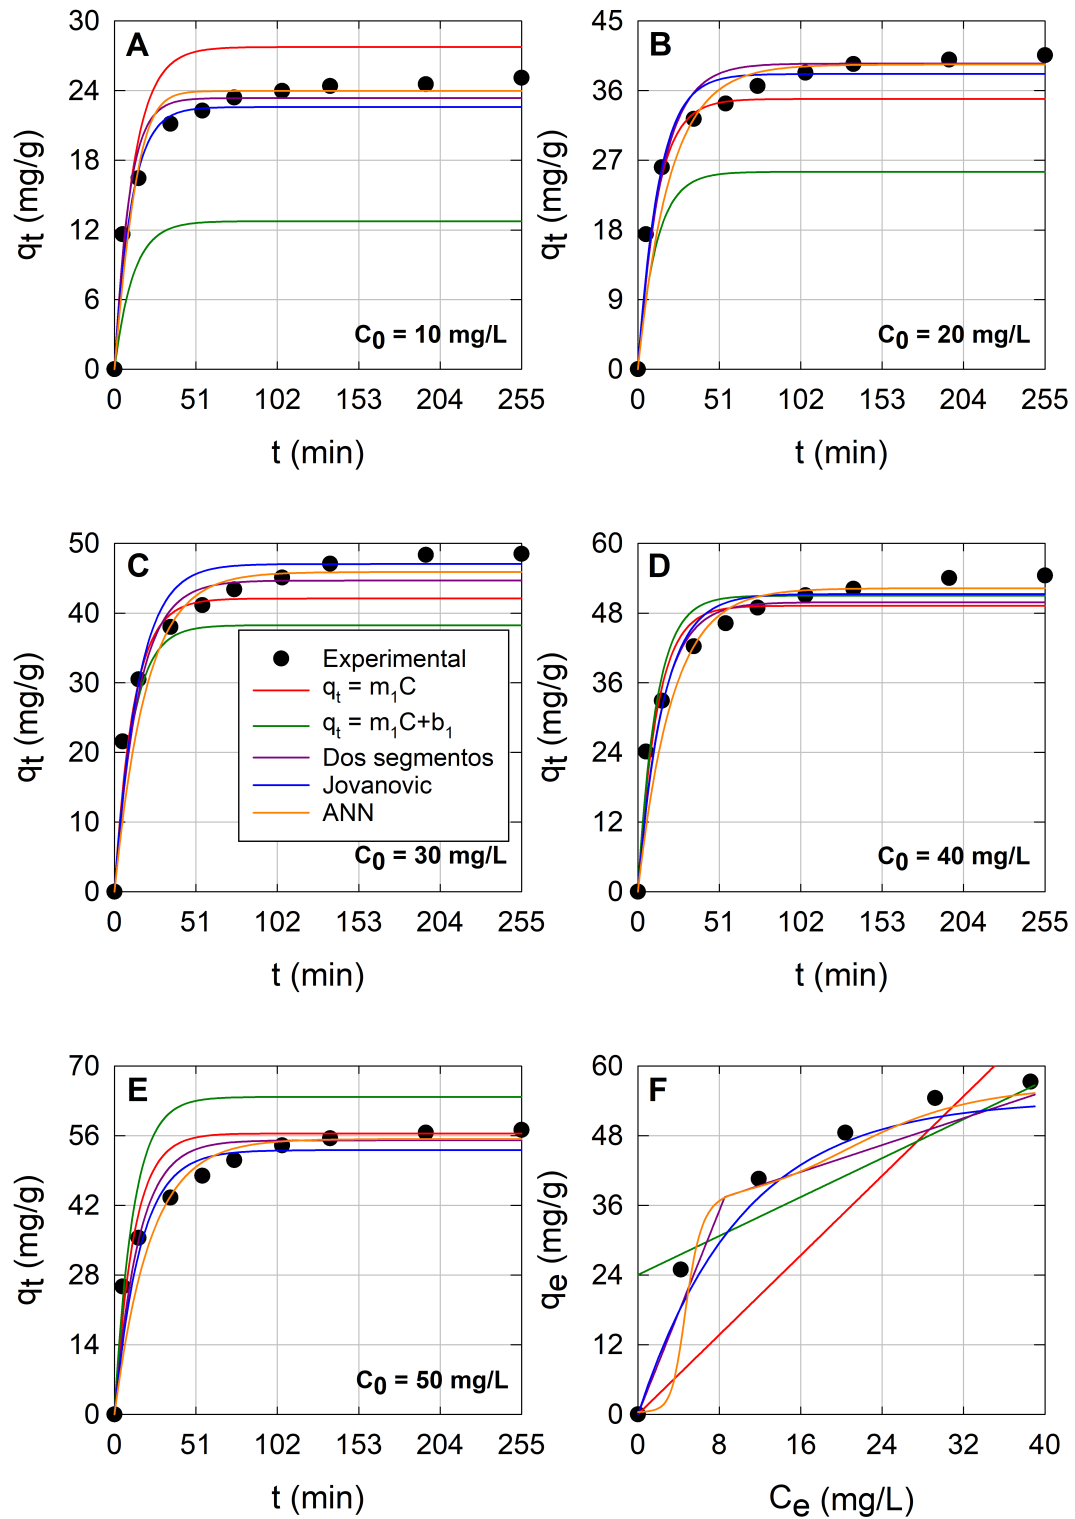 30
24
18
12
6
0
A
qt (mg/g)
C0 = 10 mg/L
0 51 102 153 204 255
t (min)
45
36
27
18
9
0
B
qt (mg/g)
C0 = 20 mg/L
0 51 102 153 204 255
t (min)
50
40
30
20
10
0
C
qt (mg/g)
Experimental
qt = m1C
qt = m1C+b1
Dos segmentos
Jovanovic
ANN
C0 = 30 mg/L
0 51 102 153 204 255
t (min)
60
48
36
24
12
0
D
qt (mg/g)
C0 = 40 mg/L
0 51 102 153 204 255
t (min)
70
56
42
28
14
0
E
qt (mg/g)
C0 = 50 mg/L
0 51 102 153 204 255
t (min)
60
48
36
24
12
0
F
qe (mg/g)
0 8 16 24 32 40
Ce (mg/L)